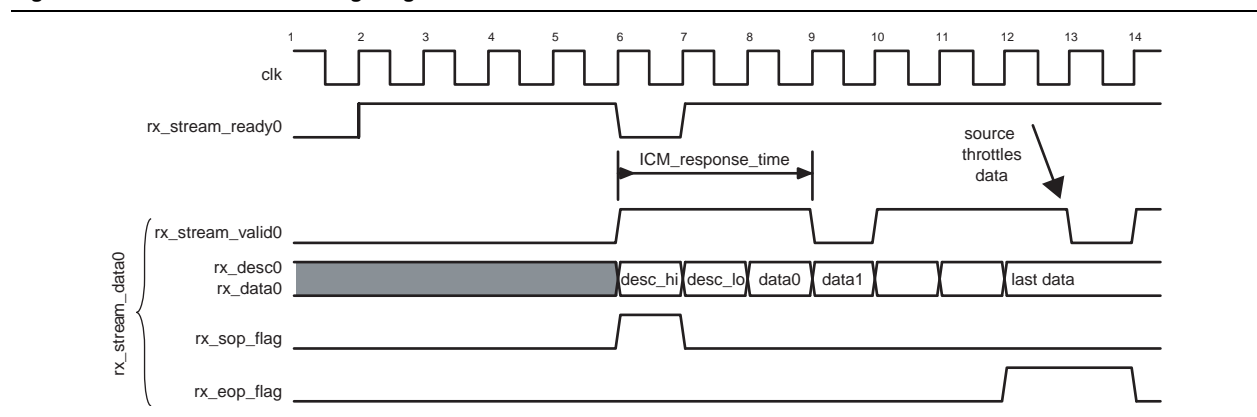 1 2 3 4 5 6 7 8 9 10 11 12 13 14
clk
rx_stream_ready0
source
throttles
data
ICM_response_time
rx_stream_valid0
rx_desc0
rx_data0
desc_hi desc_lo data0 data1 last data
rx_sop_flag
rx_eop_flag
rx_stream_data0